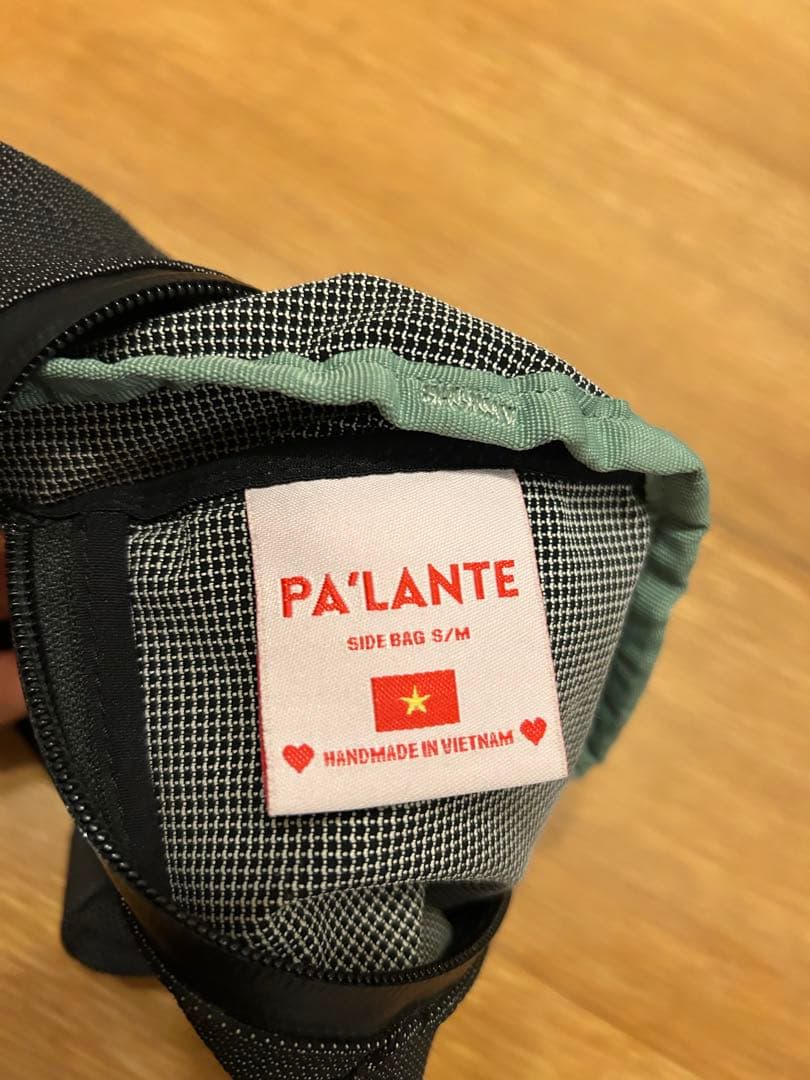 PA'LANTE
SIDE BAG S/M
HANDMADE IN VIETNAM